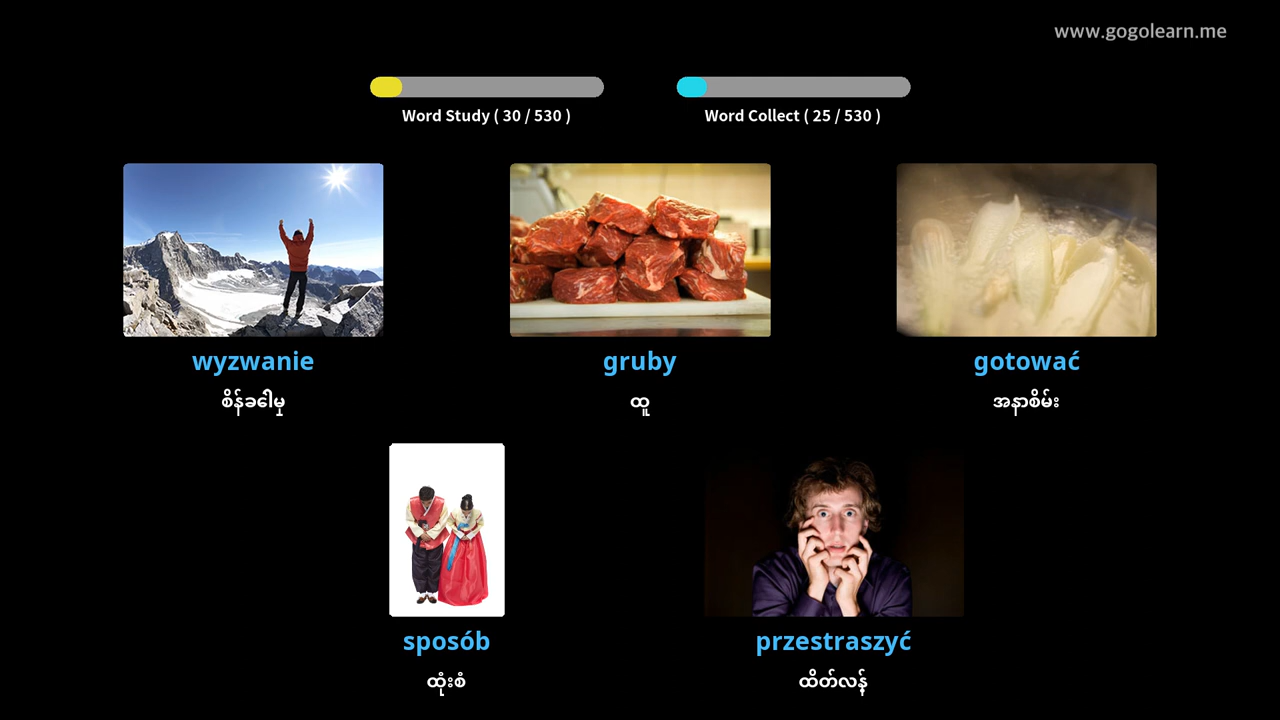 www.gogolearn.me
Word Study ( 30 / 530 )
Word Collect ( 25 / 530 )
wyzwanie
စိန်ခေါ်မှု
gruby
ထူ
gotować
အနာစိမ်း
sposób
ထုံးစံ
przestraszyć
ထိတ်လန့်